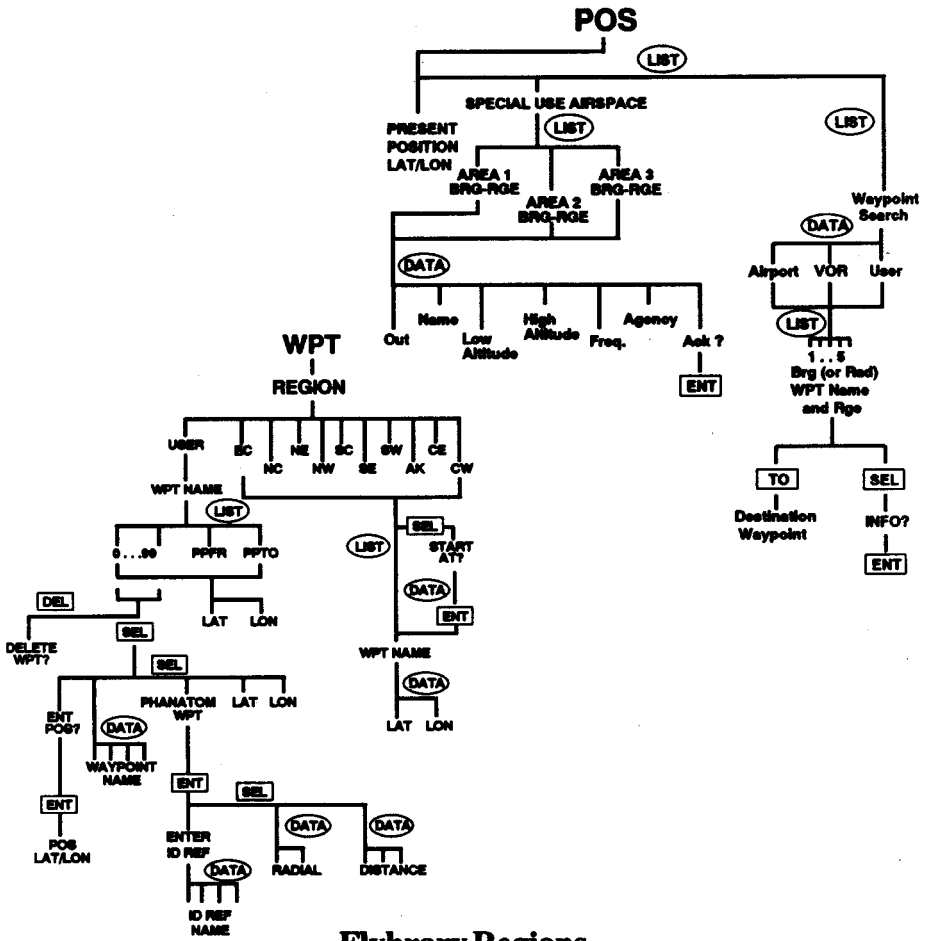 POS
LIST
SPECIAL USE AIRSPACE
LIST
PRESENT
POSITION
LAT/LON
LIST
AREA 1
BRG-RGE
AREA 2
BRG-RGE
AREA 3
BRG-RGE
Waypoint
Search
DATA
Airport VOR User
DATA
LIST
Out
Name
Low
Altitude
High
Altitude
Freq.
Agency
Ack ?
ENT
1 . . 5
Brg (or Rad)
WPT Name
and Rge
TO
SEL
Destination
Waypoint
INFO?
ENT
WPT
REGION
USER
EC
NC
NE
NW
SC
SE
SW
AK
CE
CW
WPT NAME
LIST
0 . . . 99
PPFR
PPTO
LAT LON
DEL
DELETE
WPT?
SEL
LIST
SEL
START
AT?
DATA
ENT
WPT NAME
DATA
LAT LON
SEL
ENT
POS?
DATA
WAYPOINT
NAME
PHANATOM
WPT
LAT LON
ENT
POS
LAT/LON
ENT
SEL
ENTER
ID REF
DATA
ID REF
NAME
DATA
RADIAL
DATA
DISTANCE
Flybrary Regions